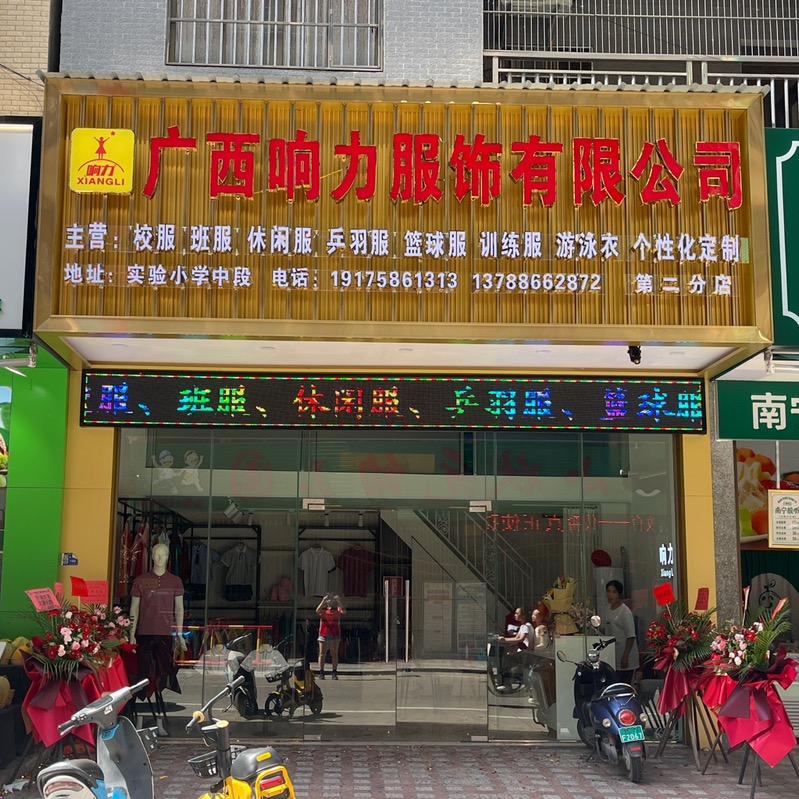 响力
XIANGLI
广西响力服饰有限公司
主营：校服 班服 休闲服 乒羽服 篮球服 训练服 游泳衣 个性化定制
地址：实验小学中段 电话：19175861313 13788662872 第二分店
服、班服、休闲服、乒羽服、篮球服
南宁
响力
F2067